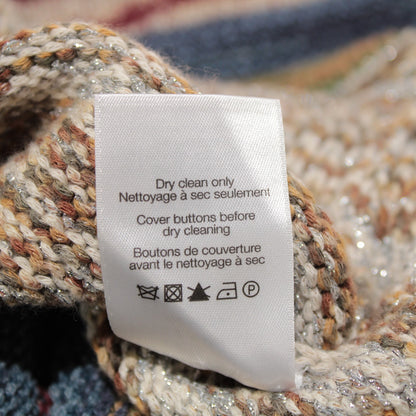 Dry clean only
Nettoyage à sec seulement
Cover buttons before
dry cleaning
Boutons de couverture
avant le nettoyage à sec
P